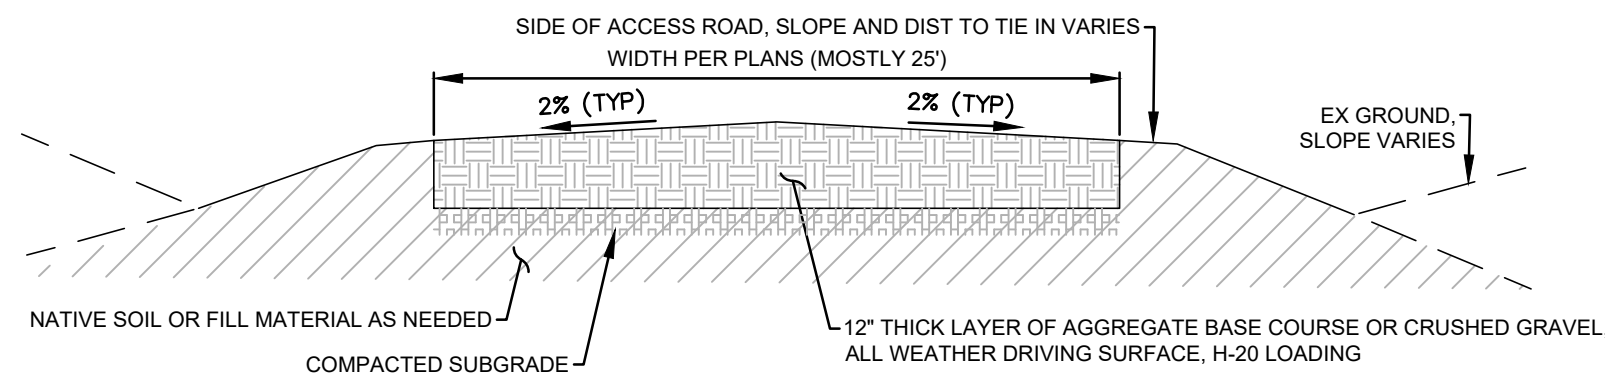 SIDE OF ACCESS ROAD, SLOPE AND DIST TO TIE IN VARIES
WIDTH PER PLANS (MOSTLY 25')
2% (TYP)
2% (TYP)
EX GROUND,
SLOPE VARIES
NATIVE SOIL OR FILL MATERIAL AS NEEDED
COMPACTED SUBGRADE
12" THICK LAYER OF AGGREGATE BASE COURSE OR CRUSHED GRAVEL,
ALL WEATHER DRIVING SURFACE, H-20 LOADING